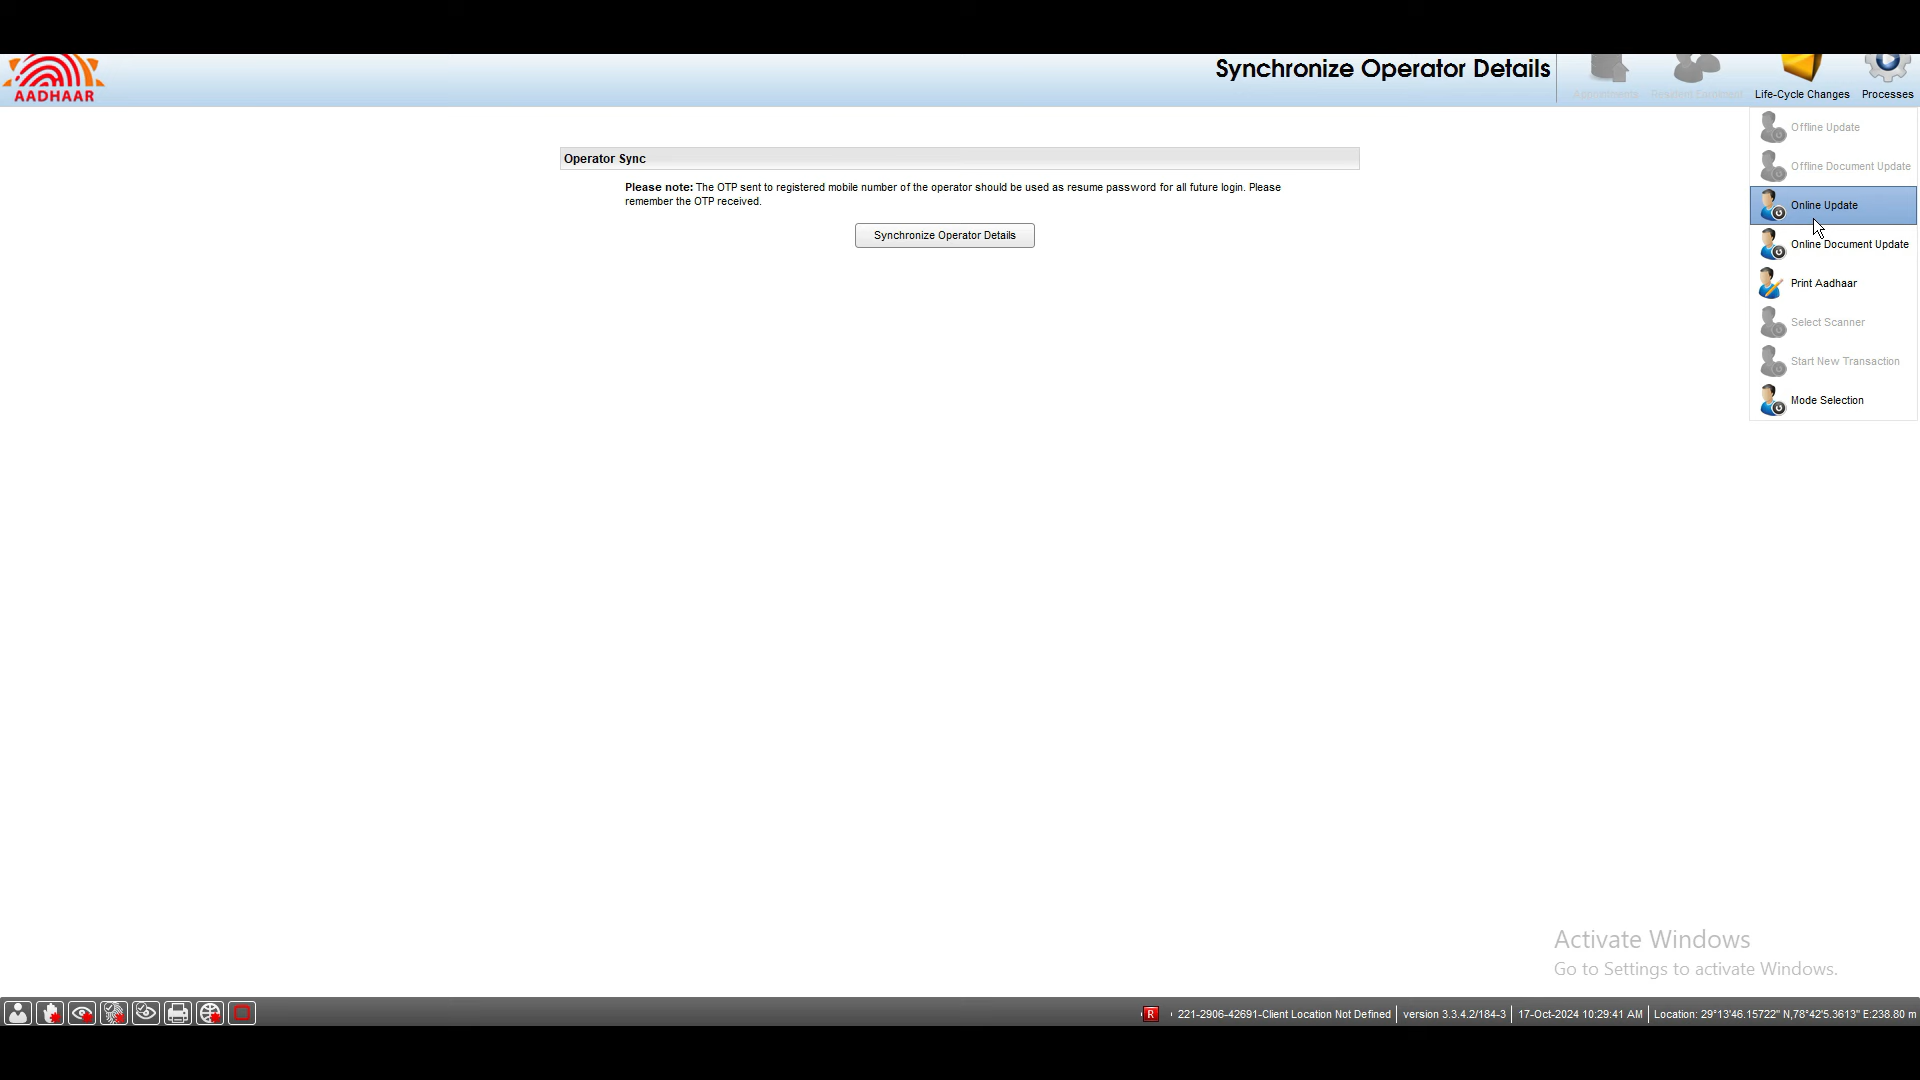 AADHAAR
Synchronize Operator Details
Appointments
Resident Enrolment
Life-Cycle Changes
Processes
Offline Update
Offline Document Update
Online Update
Online Document Update
Print Aadhaar
Select Scanner
Start New Transaction
Mode Selection
Operator Sync
Please note: The OTP sent to registered mobile number of the operator should be used as resume password for all future login. Please
remember the OTP received.
Synchronize Operator Details
Activate Windows
Go to Settings to activate Windows.
R
221-2906-42691-Client Location Not Defined
version 3.3.4.2/184-3
17-Oct-2024 10:29:41 AM
Location: 29°13'46.15722" N,78°42'5.3613" E:238.80 m